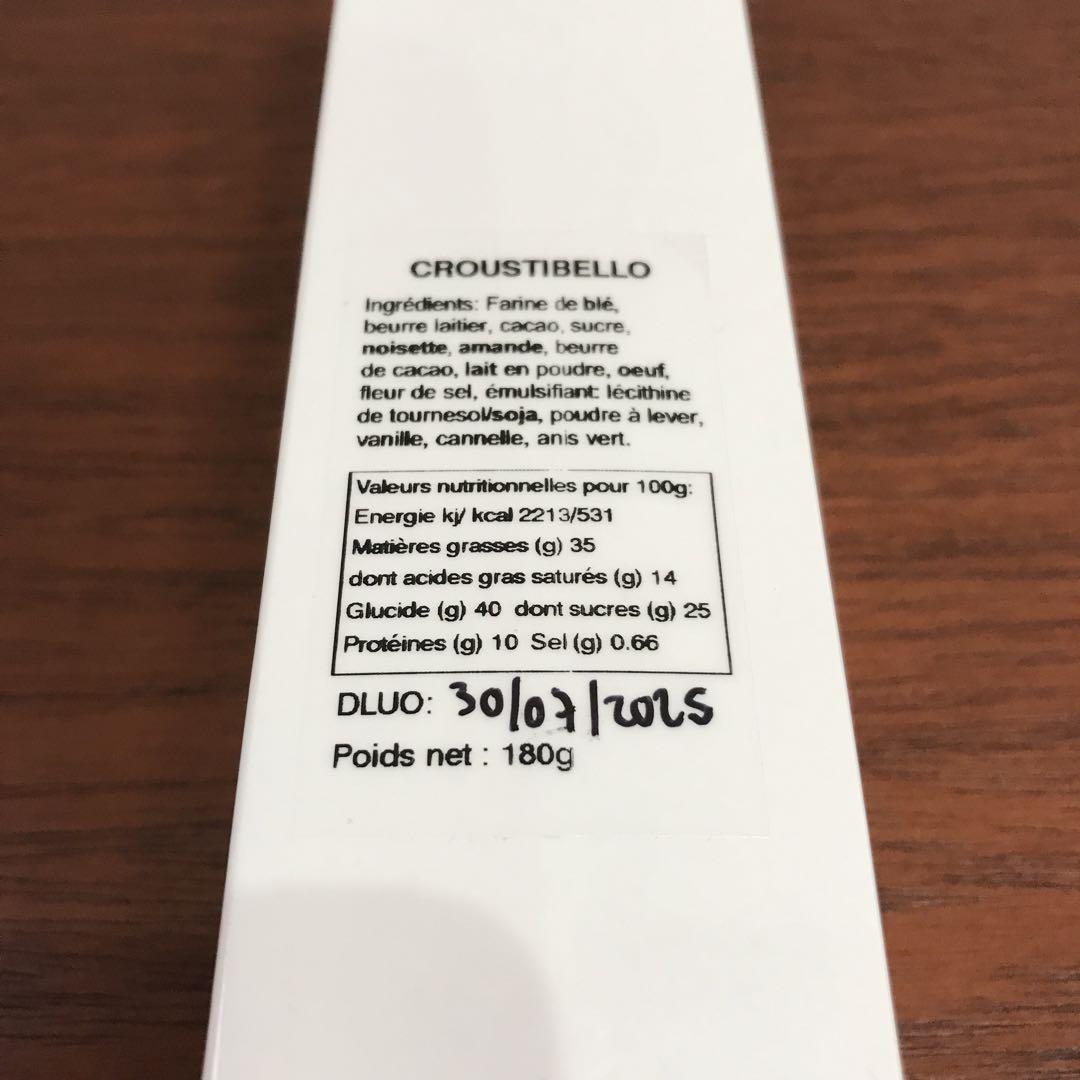 CROUSTIBELLO
Ingrédients: Farine de blé,
beurre laitier, cacao, sucre,
noisette, amande, beurre
de cacao, lait en poudre, oeuf,
fleur de sel, émulsifiant: lécithine
de tournesol/soja, poudre à lever,
vanille, cannelle, anis vert.
Valeurs nutritionnelles pour 100g:
Energie kj/ kcal 2213/531
Matières grasses (g) 35
dont acides gras saturés (g) 14
Glucide (g) 40 dont sucres (g) 25
Protéines (g) 10 Sel (g) 0.66
DLUO: 30/07/2025
Poids net : 180g